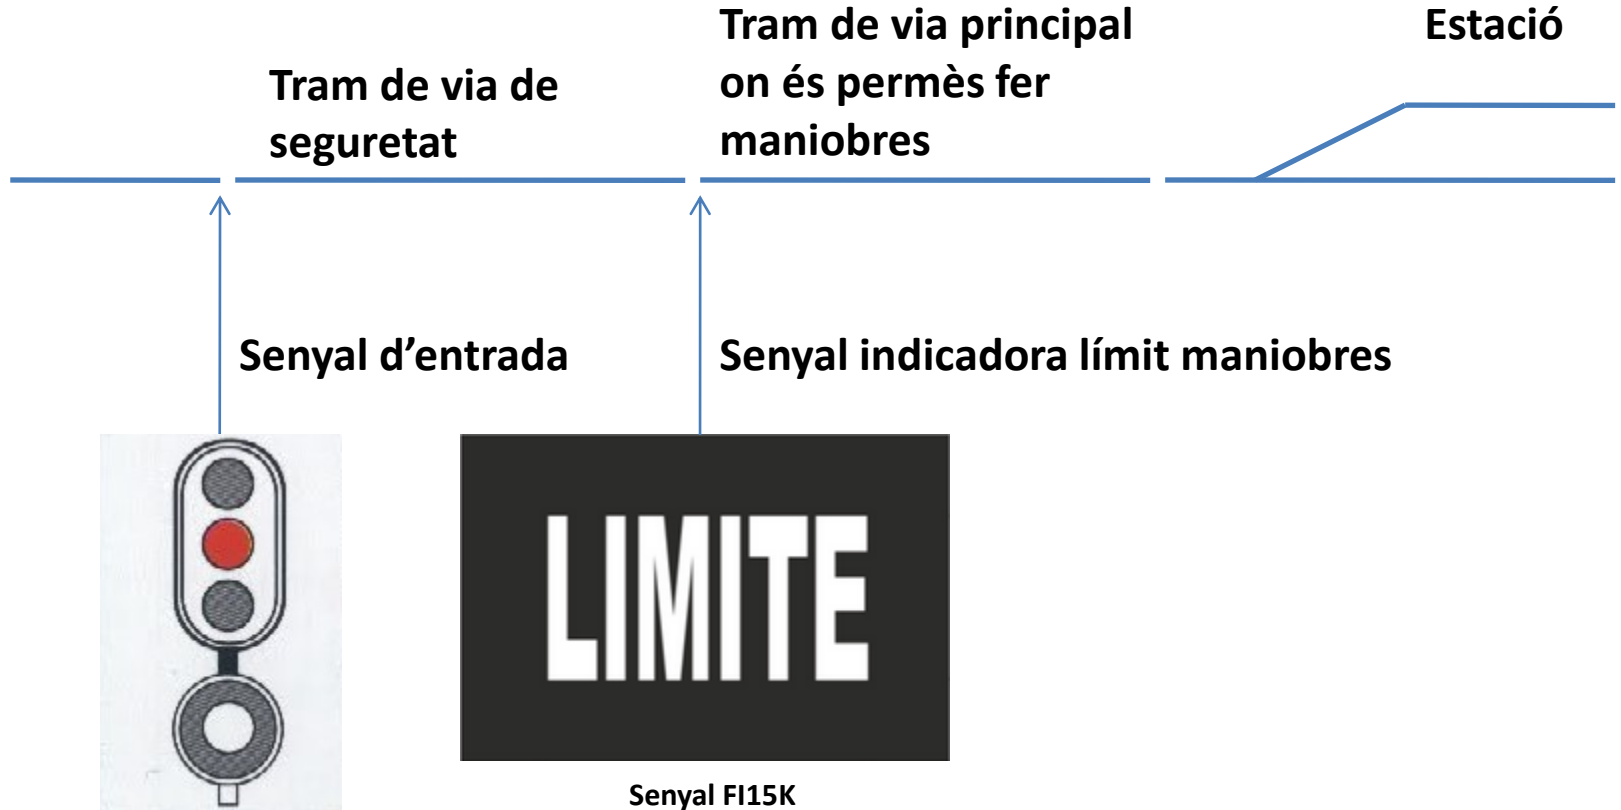 Tram de via principal
on és permès fer
maniobres
Estació
Tram de via de
seguretat
Senyal d’entrada
Senyal indicadora límit maniobres
LIMITE
Senyal FI15K